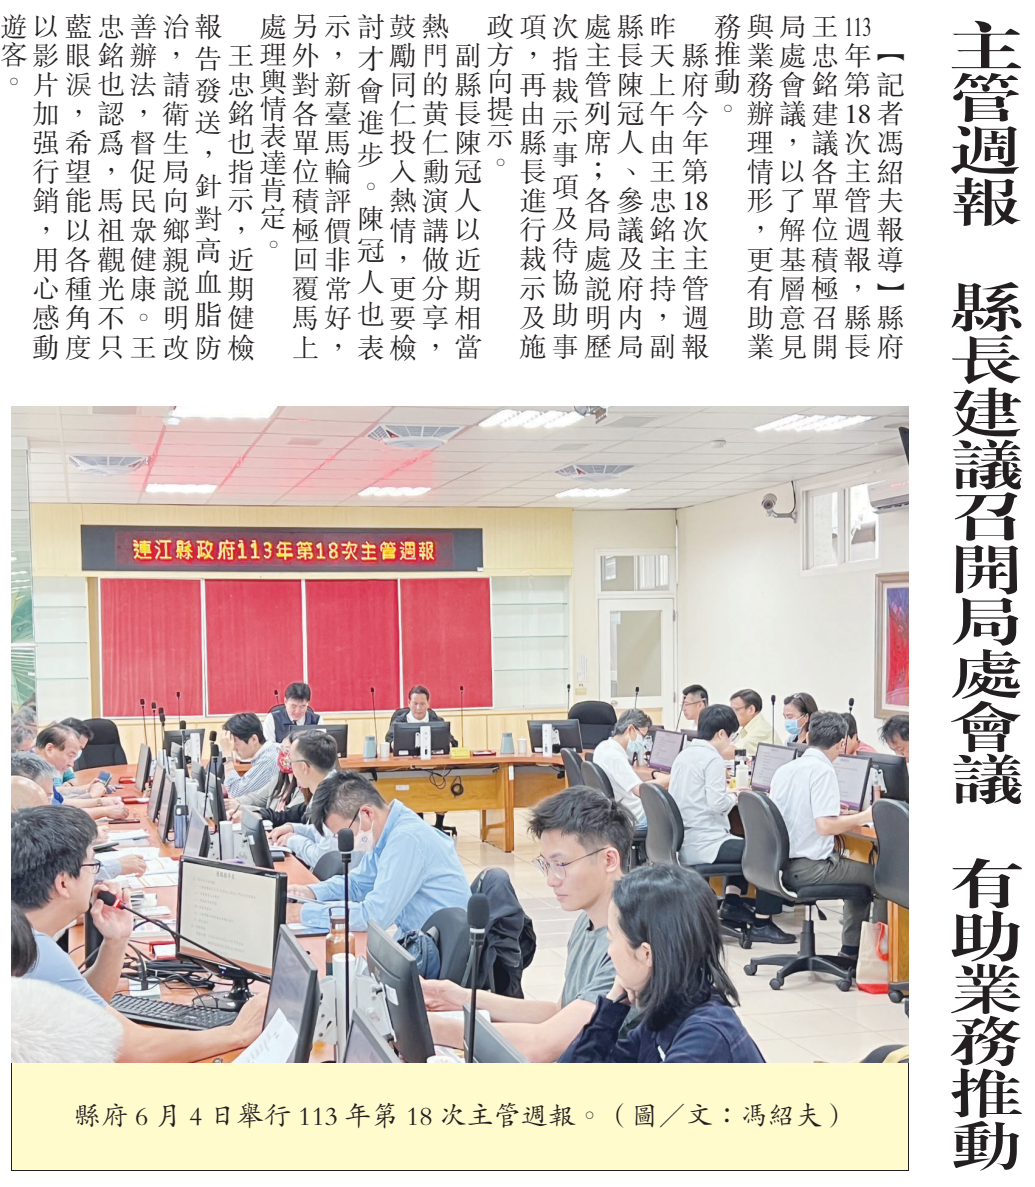 主管週報　縣長建議召開局處會議　有助業務推動
【記者馮紹夫報導】縣府
113年第18次主管週報，縣長
王忠銘建議各單位積極召開
局處會議，以了解基層意見
與業務辦理情形，更有助業
務推動。
縣府今年第18次主管週報
昨天上午由王忠銘主持，副
縣長陳冠人、參議及府內局
處主管列席；各局處説明歷
次指裁示事項及待協助事
項，再由縣長進行裁示及施
政方向提示。
副縣長陳冠人以近期相當
熱門的黃仁勳演講做分享，
鼓勵同仁投入熱情，更要檢
討才會進步。陳冠人也表
示，新臺馬輪評價非常好，
另外對各單位積極回覆馬上
處理輿情表達肯定。
王忠銘也指示，近期健檢
報告發送，針對高血脂防
治，請衛生局向鄉親説明改
善辦法，督促民眾健康。王
忠銘也認爲，馬祖觀光不只
藍眼淚，希望能以各種角度
以影片加强行銷，用心感動
遊客。
連江縣政府113年第18次主管週報
縣府 6 月 4 日舉行 113 年第 18 次主管週報。（圖／文：馮紹夫）